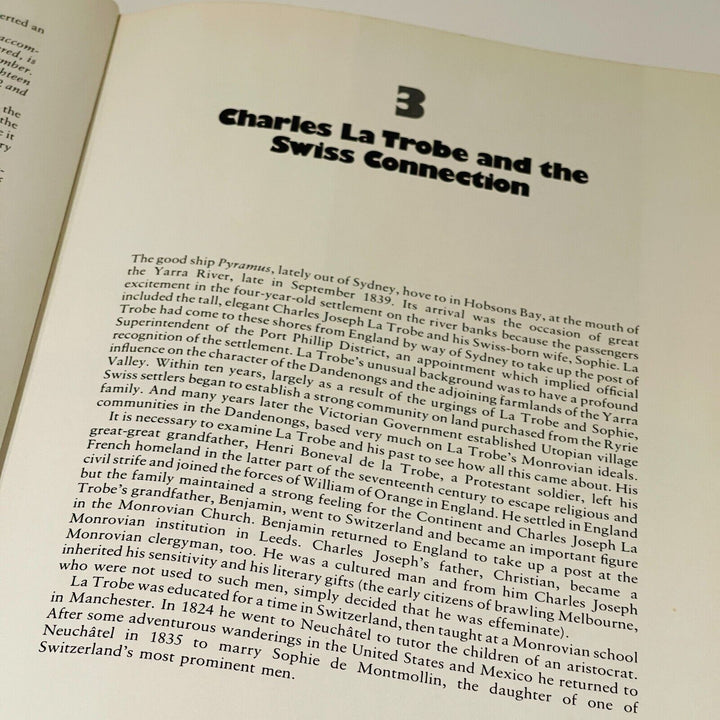 erted an
accom-
red, is
mber.
hteen
and
the
the
e it
ry
3
Charles La Trobe and the
Swiss Connection
The good ship Pyramus, lately out of Sydney, hove to in Hobsons Bay, at the mouth of
the Yarra River, late in September 1839. Its arrival was the occasion of great
excitement in the four-year-old settlement on the river banks because the passengers
included the tall, elegant Charles Joseph La Trobe and his Swiss-born wife, Sophie. La
Trobe had come to these shores from England by way of Sydney to take up the post of
Superintendent of the Port Phillip District, an appointment which implied official
recognition of the settlement. La Trobe's unusual background was to have a profound
influence on the character of the Dandenongs and the adjoining farmlands of the Yarra
Valley. Within ten years, largely as a result of the urgings of La Trobe and Sophie,
Swiss settlers began to establish a strong community on land purchased from the Ryrie
family. And many years later the Victorian Government established Utopian village
communities in the Dandenongs, based very much on La Trobe's Monrovian ideals.
It is necessary to examine La Trobe and his past to see how all this came about. His
great-great grandfather, Henri Boneval de la Trobe, a Protestant soldier, left his
French homeland in the latter part of the seventeenth century to escape religious and
civil strife and joined the forces of William of Orange in England. He settled in England
but the family maintained a strong feeling for the Continent and Charles Joseph La
Trobe's grandfather, Benjamin, went to Switzerland and became an important figure
in the Monrovian Church. Benjamin returned to England to take up a post at the
Monrovian institution in Leeds. Charles Joseph's father, Christian, became a
Monrovian clergyman, too. He was a cultured man and from him Charles Joseph
inherited his sensitivity and his literary gifts (the early citizens of brawling Melbourne,
who were not used to such men, simply decided that he was effeminate).
La Trobe was educated for a time in Switzerland, then taught at a Monrovian school
in Manchester. In 1824 he went to Neuchâtel to tutor the children of an aristocrat.
After some adventurous wanderings in the United States and Mexico he returned to
Neuchâtel in 1835 to marry Sophie de Montmollin, the daughter of one of
Switzerland's most prominent men.